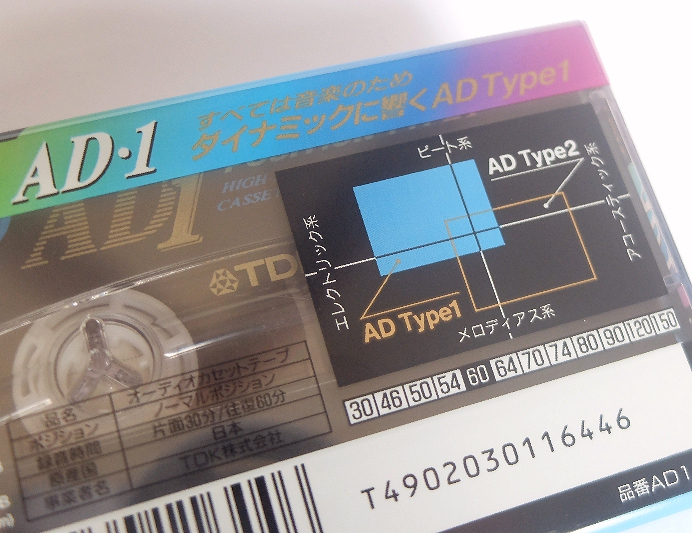 すべては音楽のため
ダイナミックに響くAD Type1
AD・1
AD1
HIGH
CASSE
TD
ビート系
AD Type2
エレクトリック系
アコースティック系
AD Type1
メロディアス系
30 46 50 54 60 64 70 74 80 90 120 150
品名 オーディオカセットテープ
ポジション ノーマルポジション
録音時間 片面30分/往復60分
原産国 日本
事業者名 TDK株式会社
T4902030116446
品番AD1